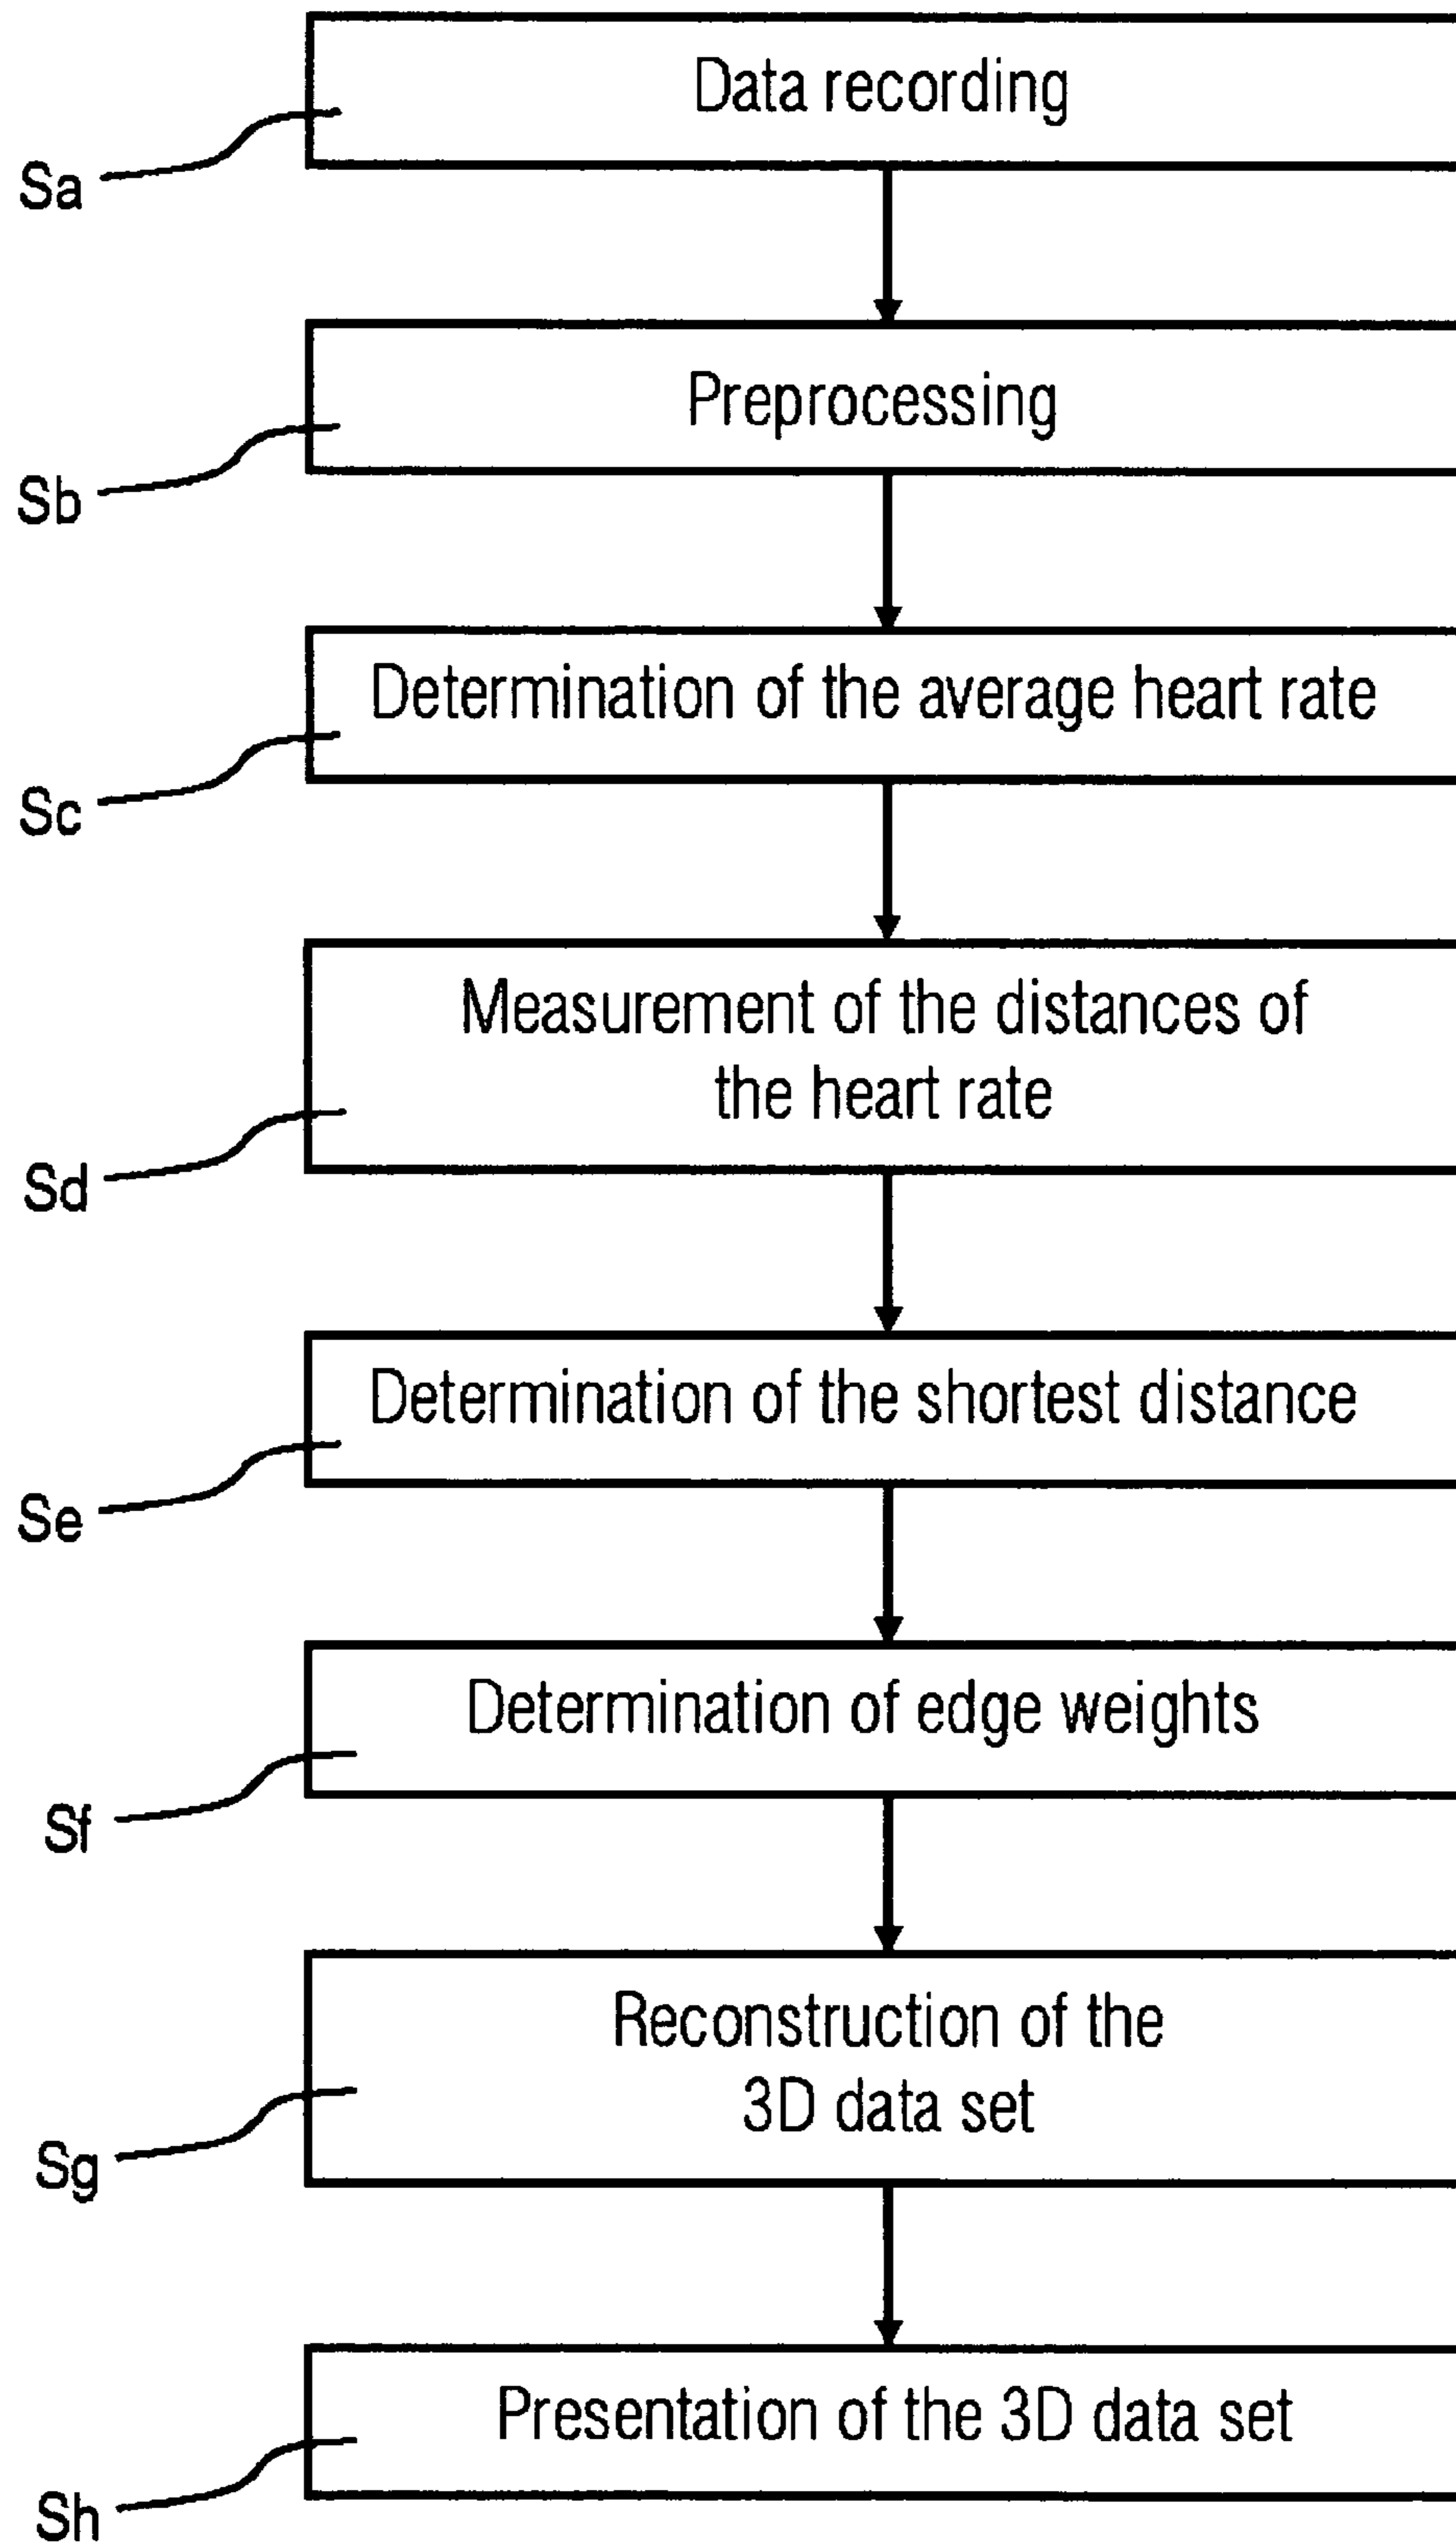 Data recording
Sa
Preprocessing
Sb
Determination of the average heart rate
Sc
Measurement of the distances of
the heart rate
Sd
Determination of the shortest distance
Se
Determination of edge weights
Sf
Reconstruction of the
3D data set
Sg
Presentation of the 3D data set
Sh